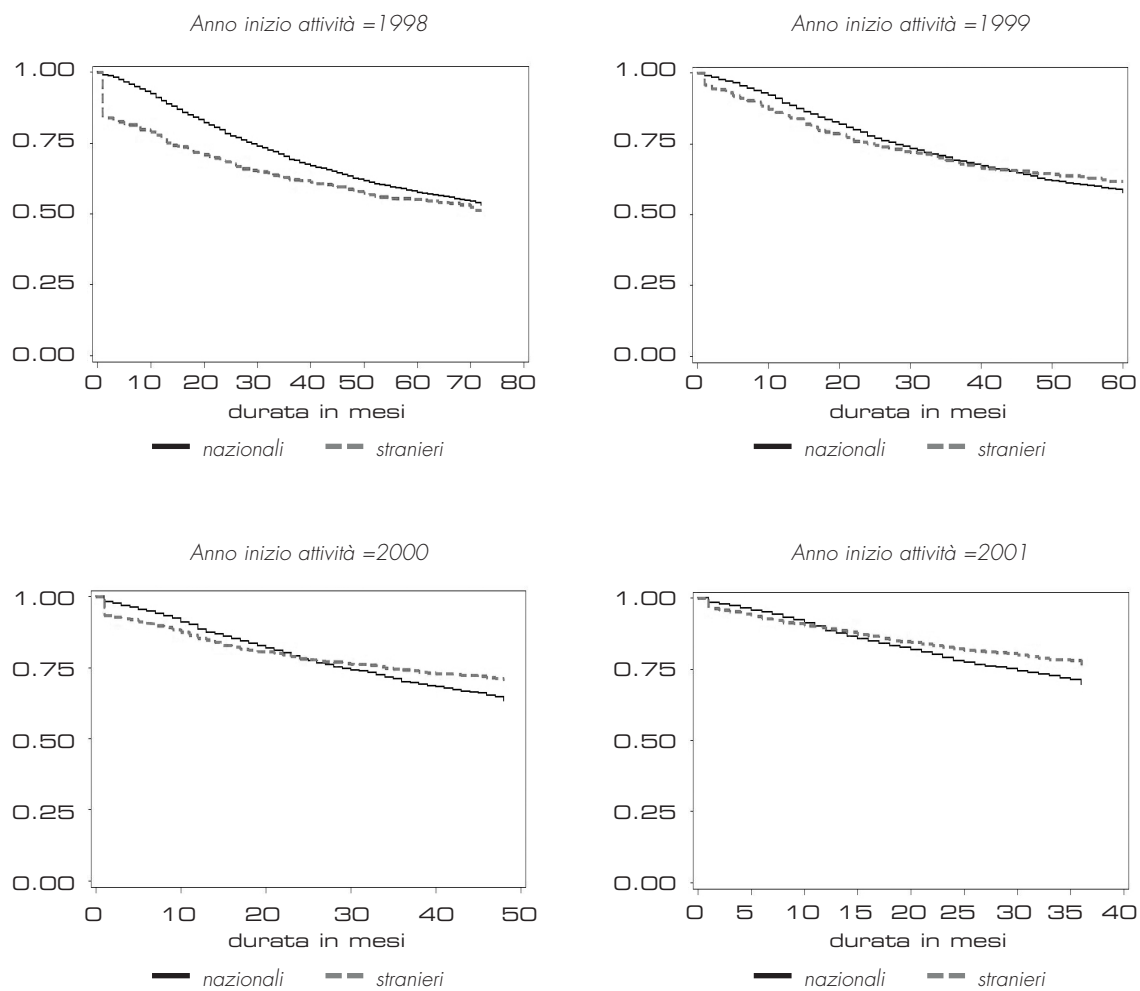 Anno inizio attività =1998
1.00
0.75
0.50
0.25
0.00
0 10 20 30 40 50 60 70 80
durata in mesi
nazionali stranieri
Anno inizio attività =1999
1.00
0.75
0.50
0.25
0.00
0 10 20 30 40 50 60
durata in mesi
nazionali stranieri
Anno inizio attività =2000
1.00
0.75
0.50
0.25
0.00
0 10 20 30 40 50
durata in mesi
nazionali stranieri
Anno inizio attività =2001
1.00
0.75
0.50
0.25
0.00
0 5 10 15 20 25 30 35 40
durata in mesi
nazionali stranieri